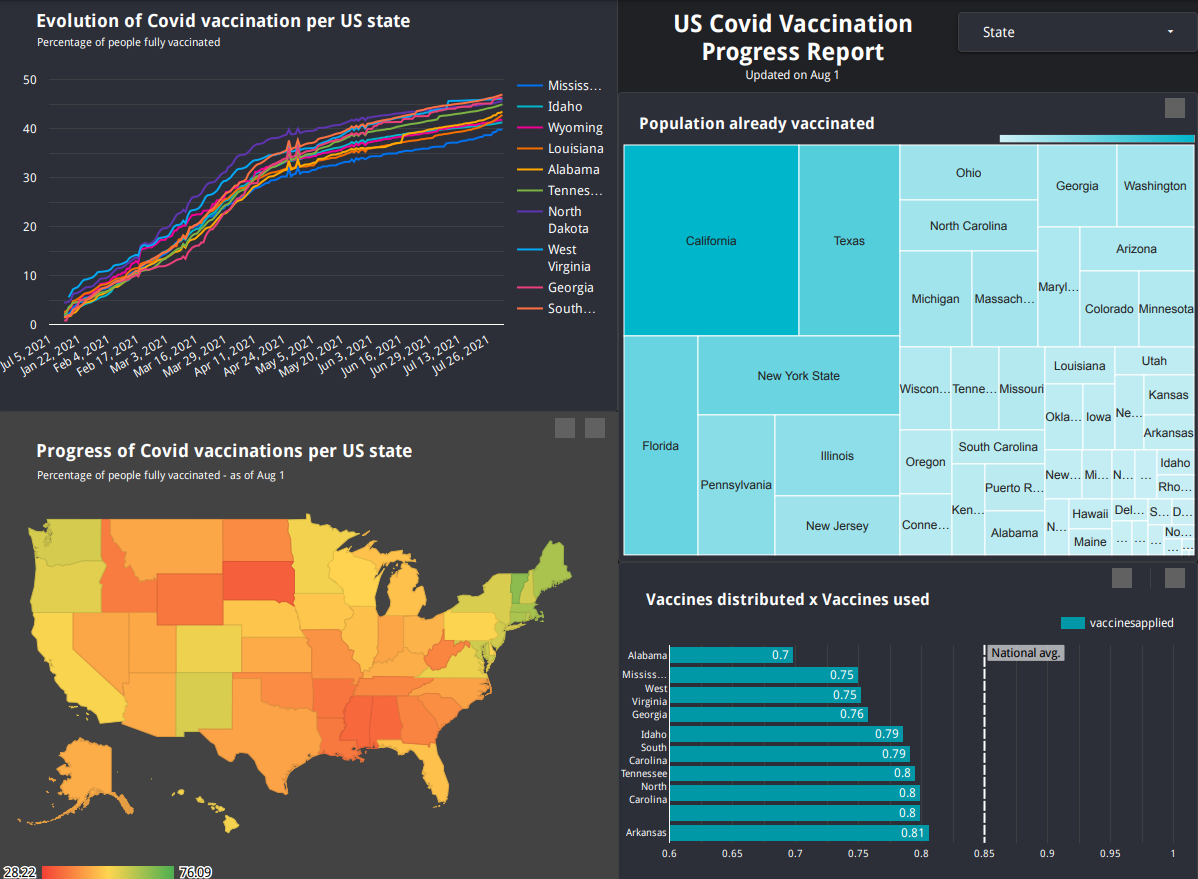 Evolution of Covid vaccination per US state
Percentage of people fully vaccinated
50
40
30
20
10
0
Jul 5, 2021
Jan 22, 2021
Feb 4, 2021
Feb 17, 2021
Mar 3, 2021
Mar 16, 2021
Mar 29, 2021
Apr 11, 2021
Apr 24, 2021
May 5, 2021
May 20, 2021
Jun 3, 2021
Jun 16, 2021
Jun 29, 2021
Jul 13, 2021
Jul 26, 2021
Mississ...
Idaho
Wyoming
Louisiana
Alabama
Tennes...
North
Dakota
West
Virginia
Georgia
South...
US Covid Vaccination
Progress Report
Updated on Aug 1
State
Population already vaccinated
California
Texas
Ohio
North Carolina
Georgia
Washington
Michigan
Massach...
Maryl...
Arizona
Colorado
Minnesota
Florida
New York State
Pennsylvania
Illinois
New Jersey
Wiscon...
Tenne...
Missouri
Louisiana
Utah
Okla...
Iowa
Ne...
Kansas
Arkansas
Oregon
South Carolina
Conne...
Ken...
Puerto R...
Alabama
New...
Mi...
N...
...
Idaho
Rho...
N...
Hawaii
Maine
Del...
S...
D...
No...
...
...
...
...
...
Progress of Covid vaccinations per US state
Percentage of people fully vaccinated - as of Aug 1
28.22
76.09
Vaccines distributed x Vaccines used
vaccinesapplied
National avg.
Alabama
0.7
Mississ...
0.75
West
Virginia
0.75
Georgia
0.76
Idaho
0.79
South
Carolina
0.79
Tennessee
0.8
North
Carolina
0.8
0.8
Arkansas
0.81
0.6
0.65
0.7
0.75
0.8
0.85
0.9
0.95
1